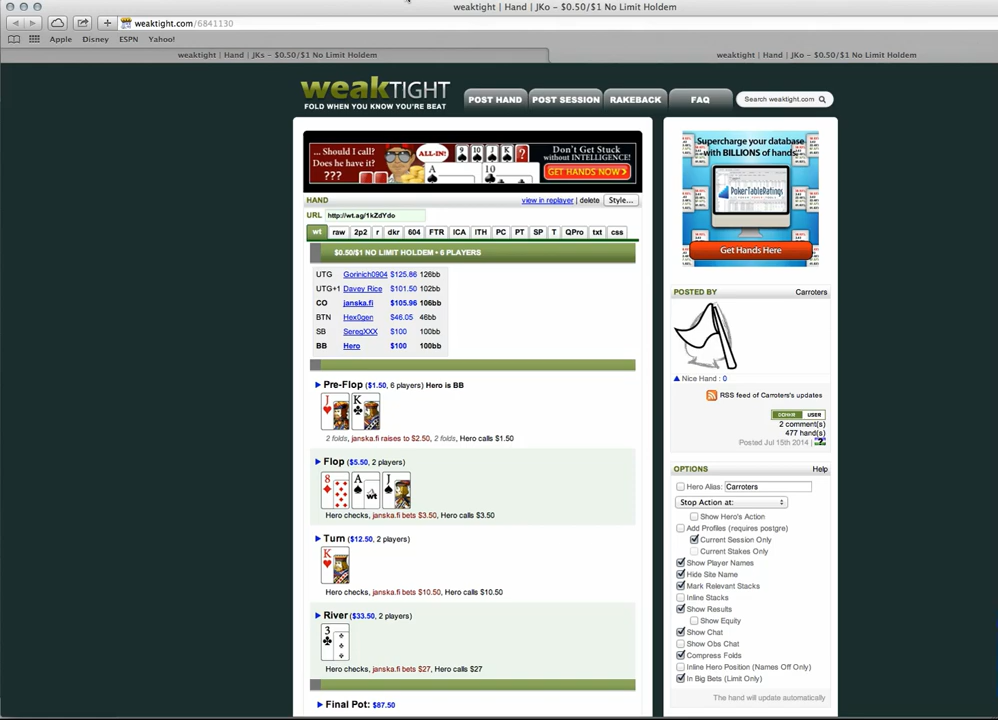 weaktight | Hand | JKo – $0.50/$1 No Limit Holdem
weaktight.com/6841130
Apple Disney ESPN Yahoo!
weaktight | Hand | JKs – $0.50/$1 No Limit Holdem
weaktight | Hand | JKo – $0.50/$1 No Limit Holdem
weakTIGHT
FOLD WHEN YOU KNOW YOU'RE BEAT
POST HAND POST SESSION RAKEBACK FAQ
Search weaktight.com
... Should I call?
Does he have it?
???
ALL-IN!
9 10 J K ?
A 10
Don't Get Stuck
without INTELLIGENCE!
GET HANDS NOW>
HAND
view in replayer | delete Style...
URL http://wt.ag/1kZdYdo
wt raw 2p2 r dkr 604 FTR ICA ITH PC PT SP T QPro txt css
$0.50/$1 NO LIMIT HOLDEM • 6 PLAYERS
UTG Gorinich0904 $125.86 126bb
UTG+1 Davey Rice $101.50 102bb
CO janska.fi $105.96 106bb
BTN Hex0gen $46.05 46bb
SB SeregXXX $100 100bb
BB Hero $100 100bb
Pre-Flop ($1.50, 6 players) Hero is BB
J K
2 folds, janska.fi raises to $2.50, 2 folds, Hero calls $1.50
Flop ($5.50, 2 players)
8 A wt J
Hero checks, janska.fi bets $3.50, Hero calls $3.50
Turn ($12.50, 2 players)
K
Hero checks, janska.fi bets $10.50, Hero calls $10.50
River ($33.50, 2 players)
3
Hero checks, janska.fi bets $27, Hero calls $27
Final Pot: $87.50
Supercharge your database
with BILLIONS of hands.
PokerTableRatings
Get Hands Here
POSTED BY Carroters
Nice Hand : 0
RSS feed of Carroters's updates
DONKR USER
2 comment(s)
477 hand(s)
Posted Jul 15th 2014 | ?
OPTIONS Help
Hero Alias: Carroters
Stop Action at:
Show Hero's Action
Add Profiles (requires postgre)
Current Session Only
Current Stakes Only
Show Player Names
Hide Site Name
Mark Relevant Stacks
Inline Stacks
Show Results
Show Equity
Show Chat
Show Obs Chat
Compress Folds
Inline Hero Position (Names Off Only)
In Big Bets (Limit Only)
The hand will update automatically